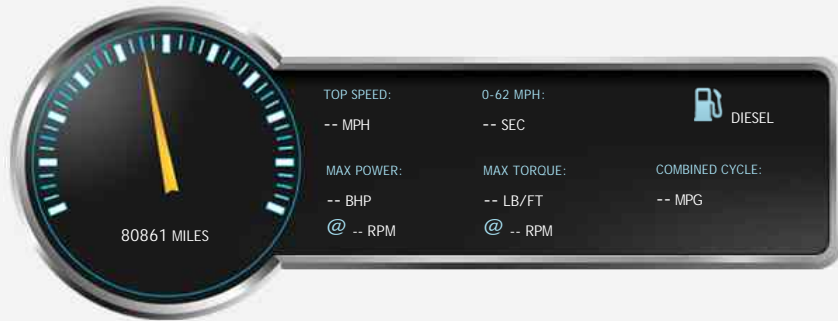 TOP SPEED:
-- MPH
0-62 MPH:
-- SEC
DIESEL
MAX POWER:
-- BHP
@ -- RPM
MAX TORQUE:
-- LB/FT
@ -- RPM
COMBINED CYCLE:
-- MPG
80861 MILES